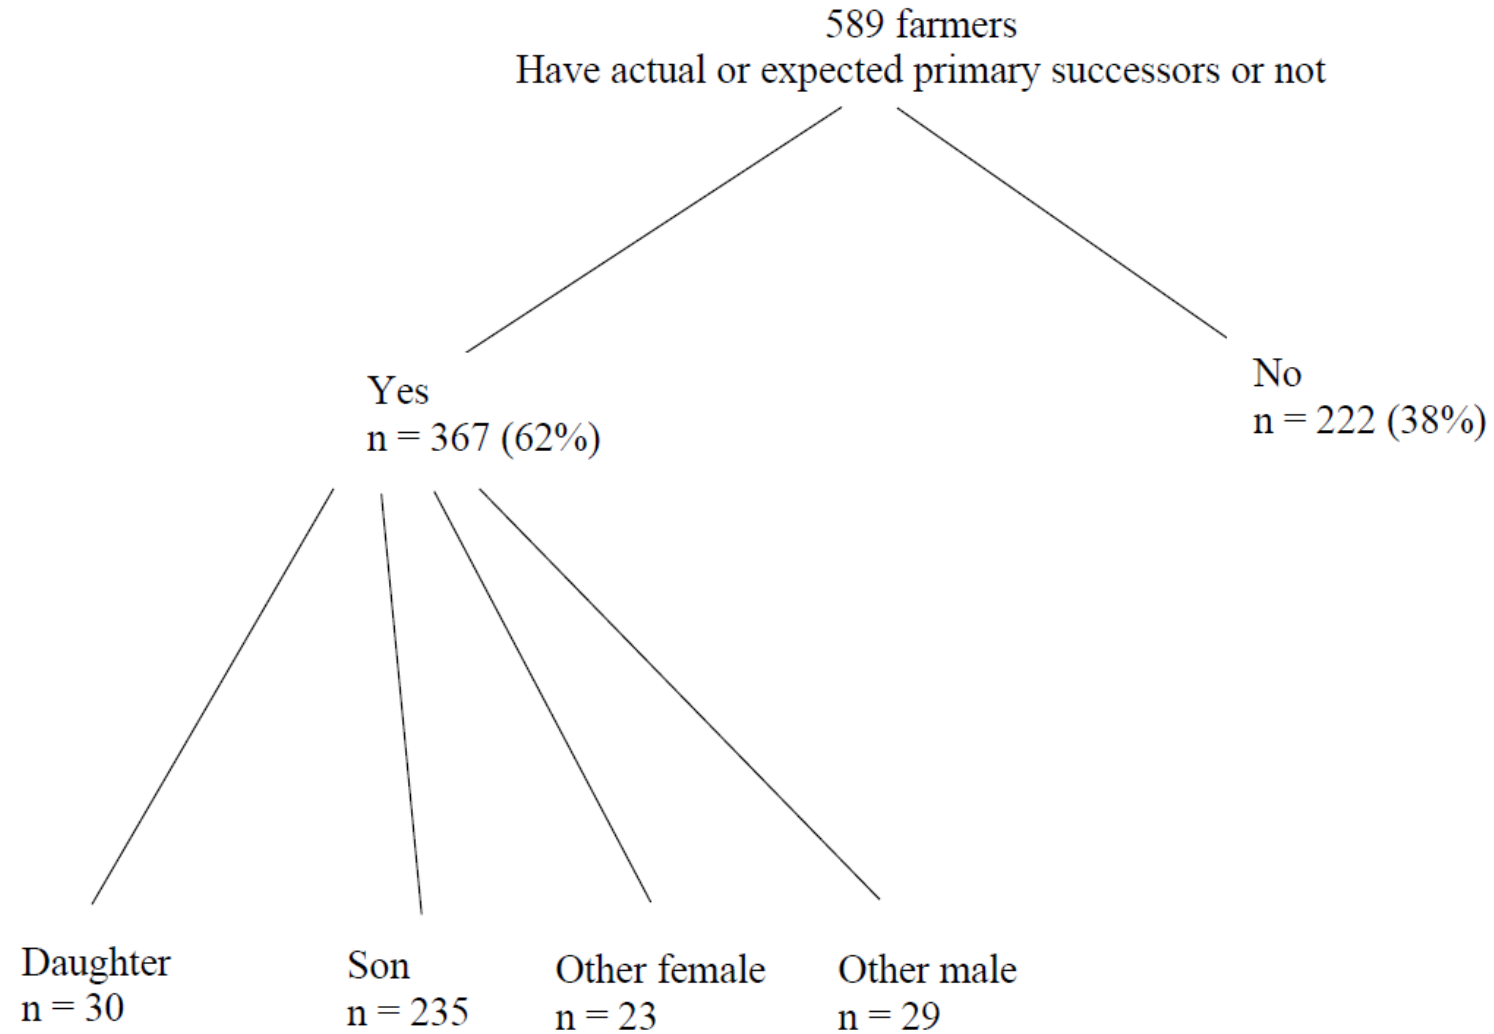 589 farmers
Have actual or expected primary successors or not
Yes
n = 367 (62%)
No
n = 222 (38%)
Daughter
n = 30
Son
n = 235
Other female
n = 23
Other male
n = 29